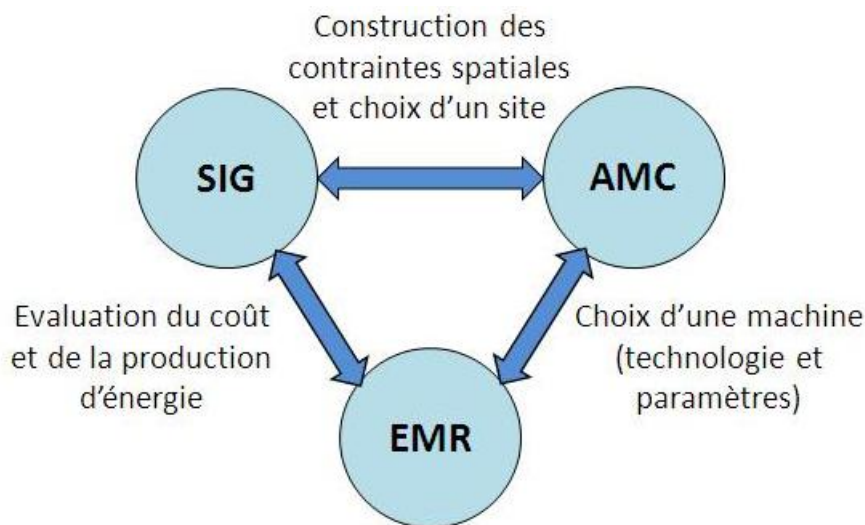 Construction des
contraintes spatiales
et choix d'un site
SIG
AMC
Evaluation du coût
et de la production
d'énergie
Choix d'une machine
(technologie et
paramètres)
EMR